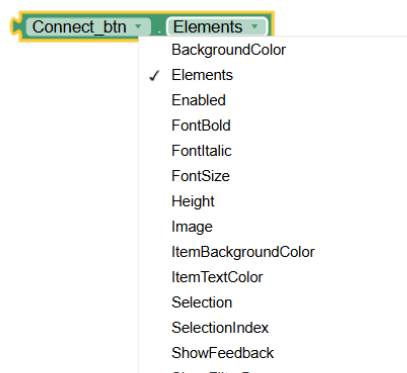 Connect_btn . Elements
BackgroundColor
✓ Elements
Enabled
FontBold
FontItalic
FontSize
Height
Image
ItemBackgroundColor
ItemTextColor
Selection
SelectionIndex
ShowFeedback